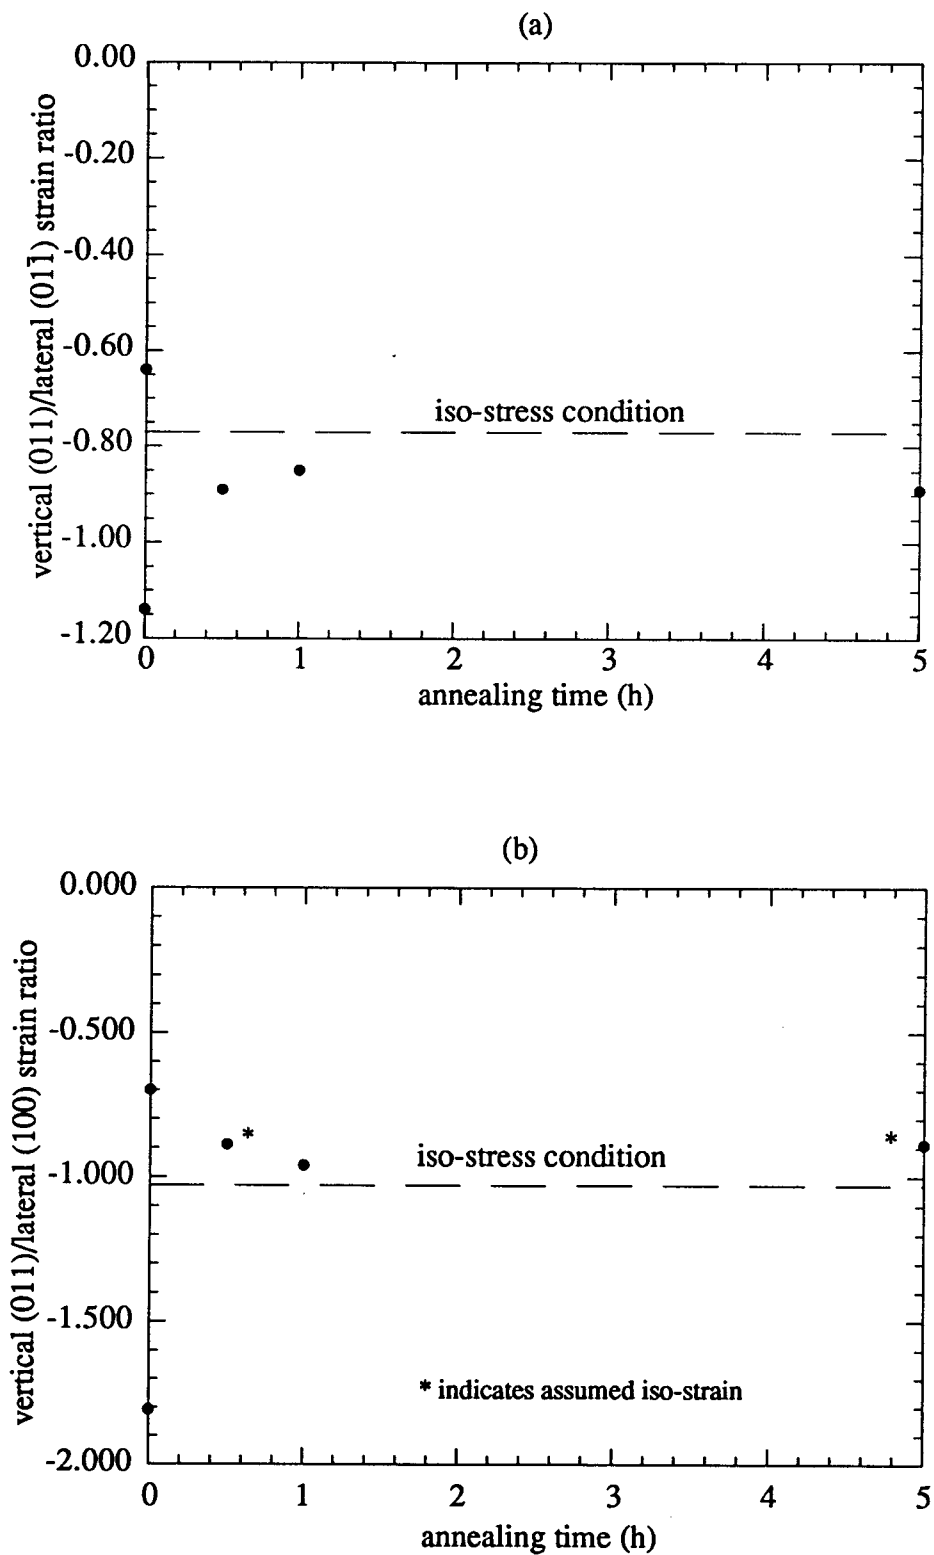 (a)
vertical (011)/lateral (01̄1̄) strain ratio
0.00
-0.20
-0.40
-0.60
-0.80
-1.00
-1.20
iso-stress condition
0 1 2 3 4 5
annealing time (h)
(b)
vertical (011)/lateral (100) strain ratio
0.000
-0.500
-1.000
-1.500
-2.000
*
*
iso-stress condition
* indicates assumed iso-strain
0 1 2 3 4 5
annealing time (h)